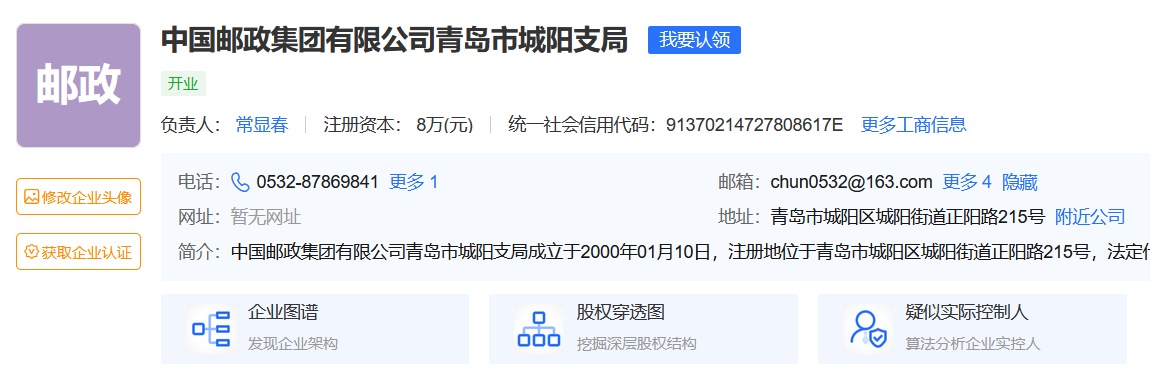 邮政
中国邮政集团有限公司青岛市城阳支局 我要认领
开业
负责人： 常显春 注册资本： 8万(元) 统一社会信用代码：91370214727808617E 更多工商信息
电话： 0532-87869841 更多 1 邮箱： chun0532@163.com 更多 4 隐藏
修改企业头像
网址： 暂无网址 地址： 青岛市城阳区城阳街道正阳路215号 附近公司
获取企业认证
简介： 中国邮政集团有限公司青岛市城阳支局成立于2000年01月10日，注册地位于青岛市城阳区城阳街道正阳路215号，法定代
企业图谱 股权穿透图 疑似实际控制人
发现企业架构 挖掘深层股权结构 算法分析企业实控人